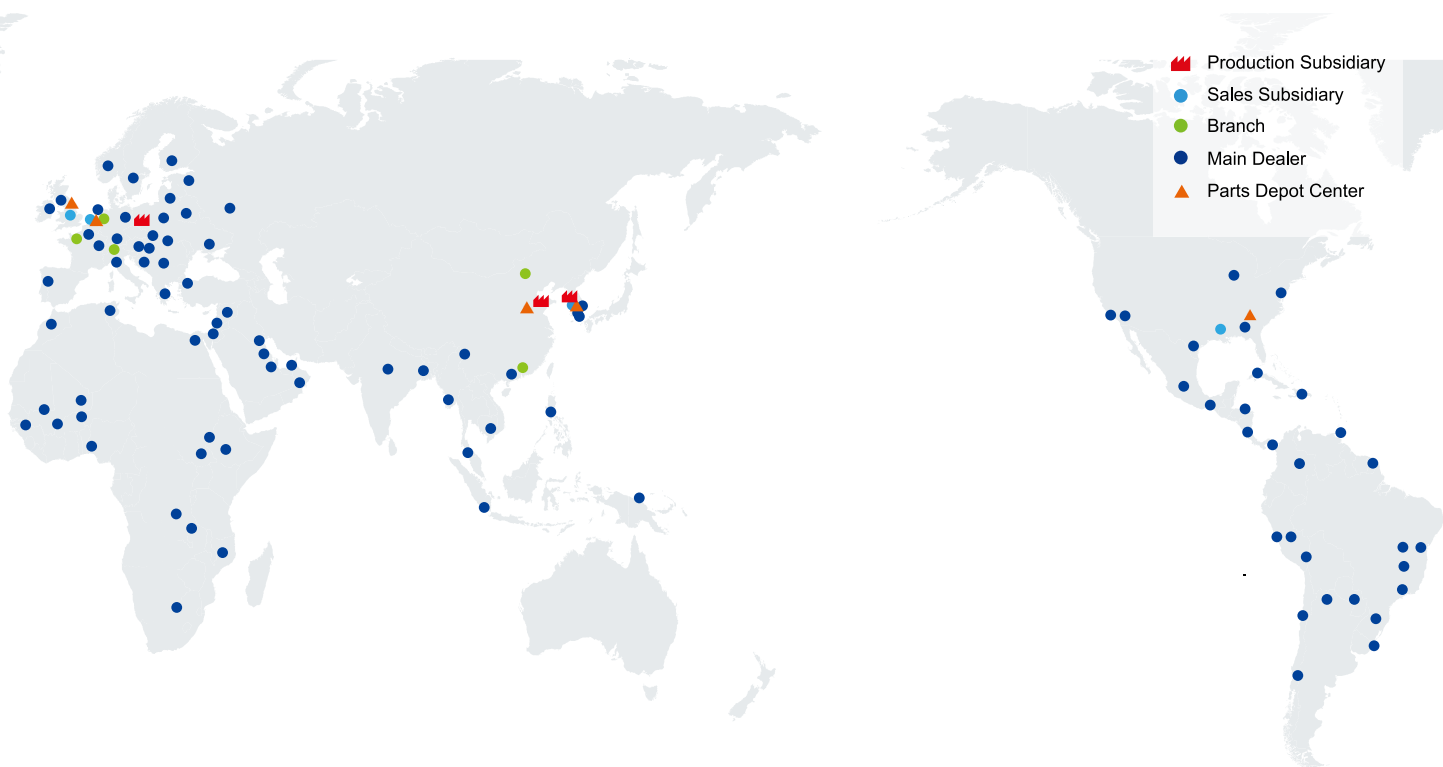 Production Subsidiary
Sales Subsidiary
Branch
Main Dealer
Parts Depot Center